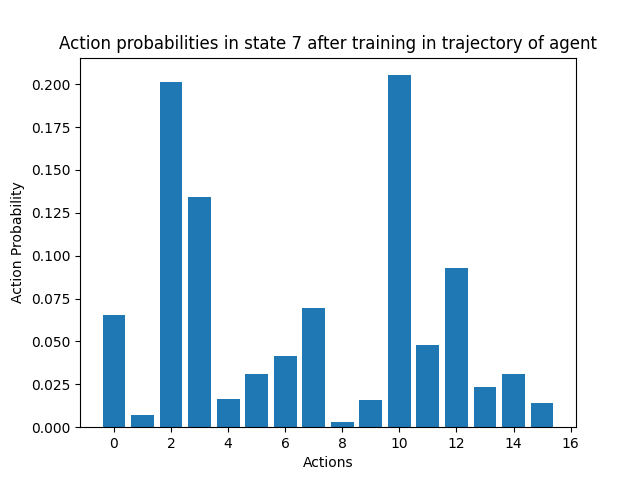 Action probabilities in state 7 after training in trajectory of agent
0.200
0.175
0.150
0.125
0.100
0.075
0.050
0.025
0.000
Action Probability
0 2 4 6 8 10 12 14 16
Actions